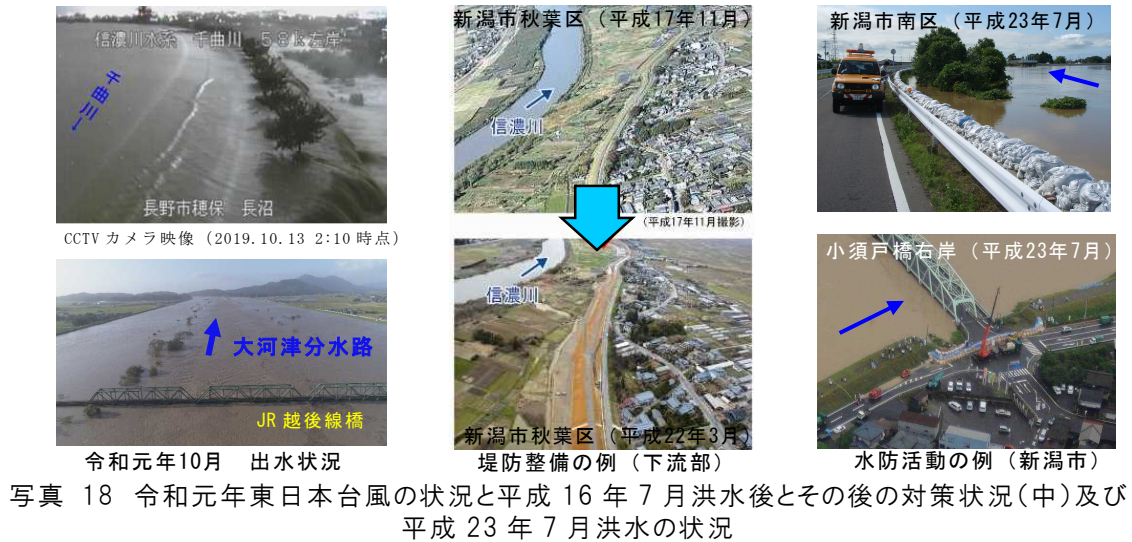 信濃川水系 千曲川 58k左岸
千曲川→
長野市穂保 長沼
CCTV カメラ映像 (2019.10.13 2:10 時点)
大河津分水路
JR 越後線橋
令和元年10月 出水状況
新潟市秋葉区(平成17年11月)
信濃川
(平成17年11月撮影)
信濃川
新潟市秋葉区(平成22年3月)
堤防整備の例(下流部)
新潟市南区(平成23年7月)
小須戸橋右岸(平成23年7月)
水防活動の例(新潟市)
写真 18 令和元年東日本台風の状況と平成 16 年 7 月洪水後とその後の対策状況(中)及び
平成 23 年 7 月洪水の状況